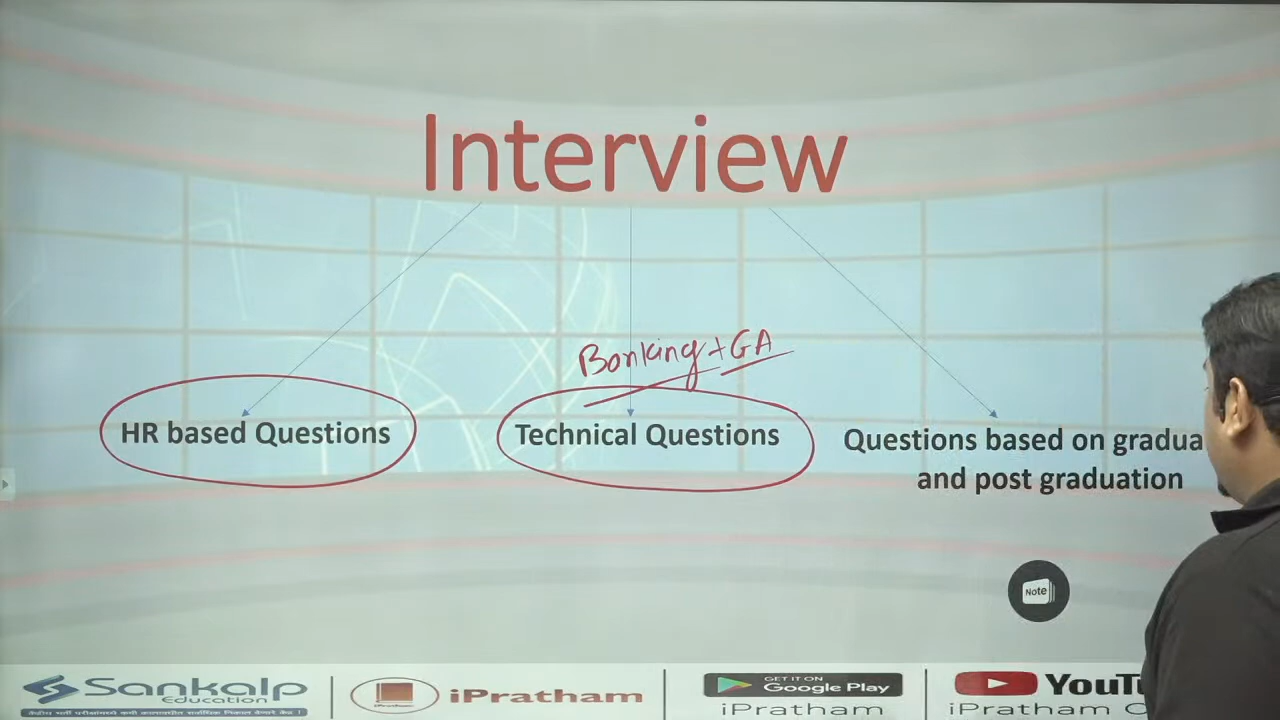 Interview
Banking + GA
HR based Questions
Technical Questions
Questions based on gradua
and post graduation
Note
Sankalp
Education
iPratham
GET IT ON
Google Play
iPratham
YouTu
iPratham C